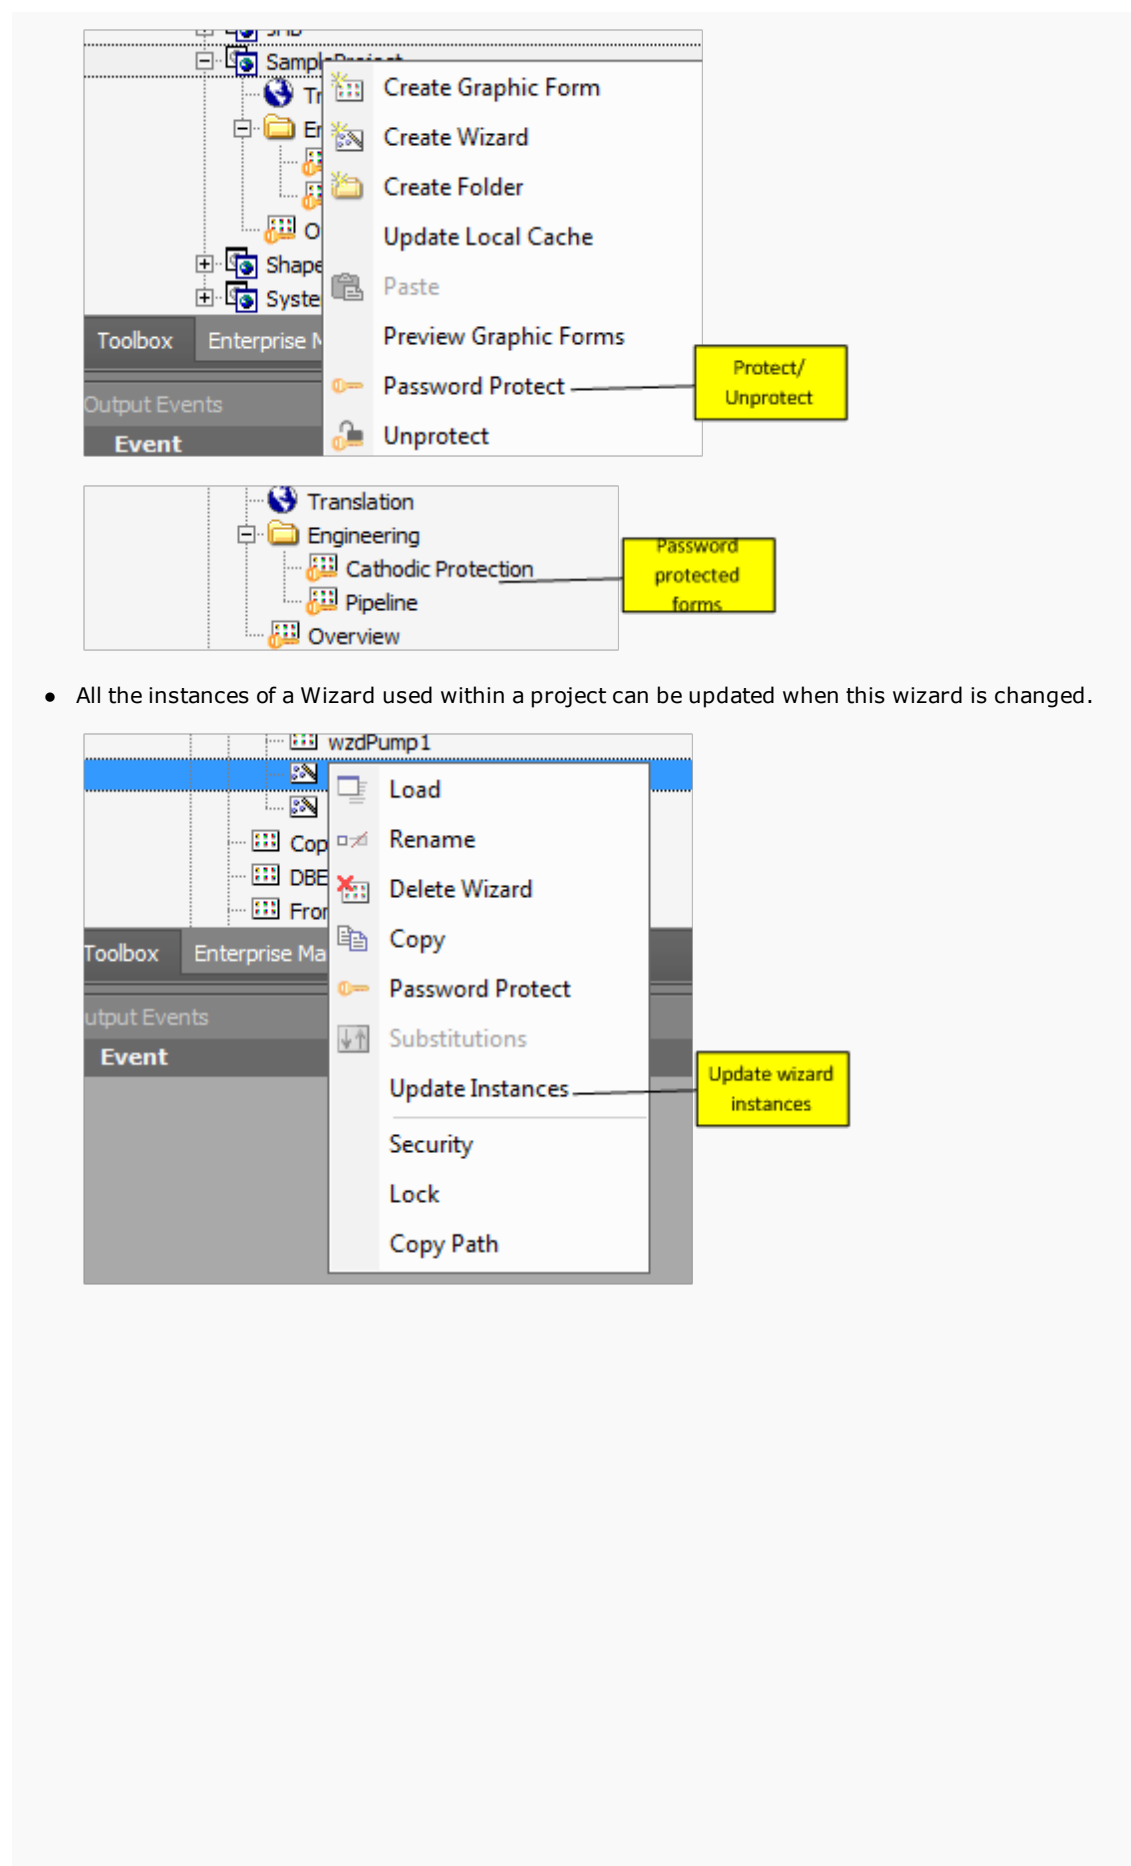 SampleProject
Create Graphic Form
Tr
Er
Create Wizard
Create Folder
O
Update Local Cache
Shape
Paste
Syste
Toolbox
Enterprise M
Preview Graphic Forms
Protect/
Unprotect
Password Protect
Output Events
Event
Unprotect
Translation
Engineering
Cathodic Protection
Pipeline
Overview
Password
protected
forms
● All the instances of a Wizard used within a project can be updated when this wizard is changed.
wzdPump1
Load
Rename
Cop
DBE
Delete Wizard
Fror
Copy
Toolbox
Enterprise Ma
Password Protect
utput Events
Substitutions
Event
Update Instances
Update wizard
instances
Security
Lock
Copy Path